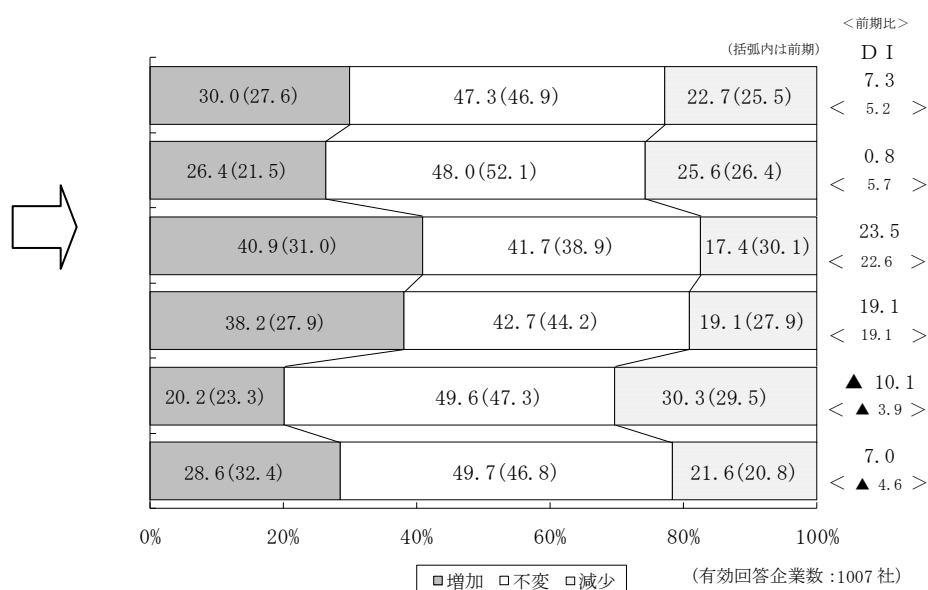 ＜前期比＞
(括弧内は前期) ＤＩ
30.0(27.6) 47.3(46.9) 22.7(25.5) 7.3
＜ 5.2 ＞
26.4(21.5) 48.0(52.1) 25.6(26.4) 0.8
＜ 5.7 ＞
40.9(31.0) 41.7(38.9) 17.4(30.1) 23.5
＜ 22.6 ＞
38.2(27.9) 42.7(44.2) 19.1(27.9) 19.1
＜ 19.1 ＞
20.2(23.3) 49.6(47.3) 30.3(29.5) ▲ 10.1
＜ ▲ 3.9 ＞
28.6(32.4) 49.7(46.8) 21.6(20.8) 7.0
＜ ▲ 4.6 ＞
0% 20% 40% 60% 80% 100%
増加 不変 減少 (有効回答企業数:1007社)